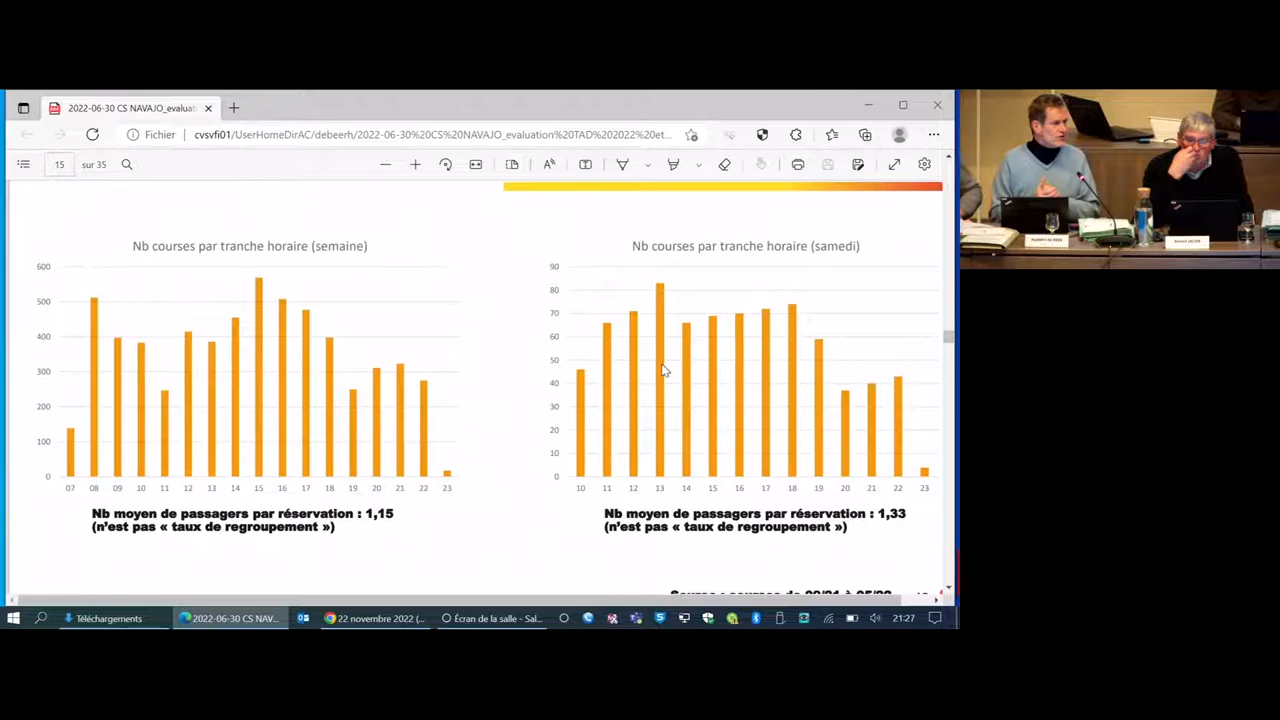 2022-06-30 CS NAVAJO_evaluati
Fichier
cvsvfi01/UserHomeDirAC/debeerh/2022-06-30%20CS%20NAVAJO_evaluation%20TAD%202022%20et...
15 sur 35
Nb courses par tranche horaire (semaine)
600
500
400
300
200
100
0
07 08 09 10 11 12 13 14 15 16 17 18 19 20 21 22 23
Nb moyen de passagers par réservation : 1,15
(n'est pas « taux de regroupement »)
Nb courses par tranche horaire (samedi)
90
80
70
60
50
40
30
20
10
0
10 11 12 13 14 15 16 17 18 19 20 21 22 23
Nb moyen de passagers par réservation : 1,33
(n'est pas « taux de regroupement »)
Téléchargements
2022-06-30 CS NAV...
22 novembre 2022 (...
Écran de la salle - Sal...
21:27